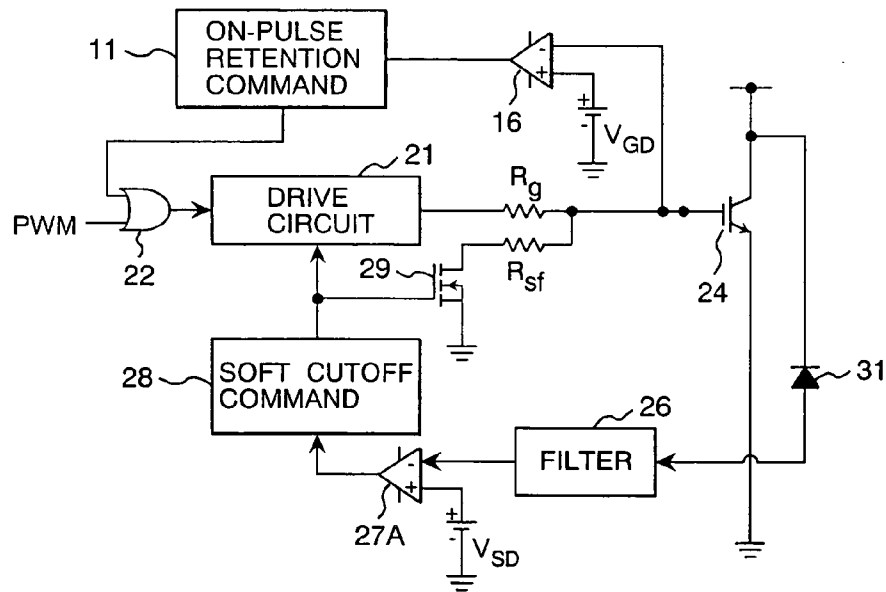 11
ON-PULSE
RETENTION
COMMAND
-
+
16
+
-
V_GD
21
DRIVE
CIRCUIT
R_g
PWM
22
29
R_sf
24
28
SOFT CUTOFF
COMMAND
31
26
FILTER
-
+
27A
+
-
V_SD